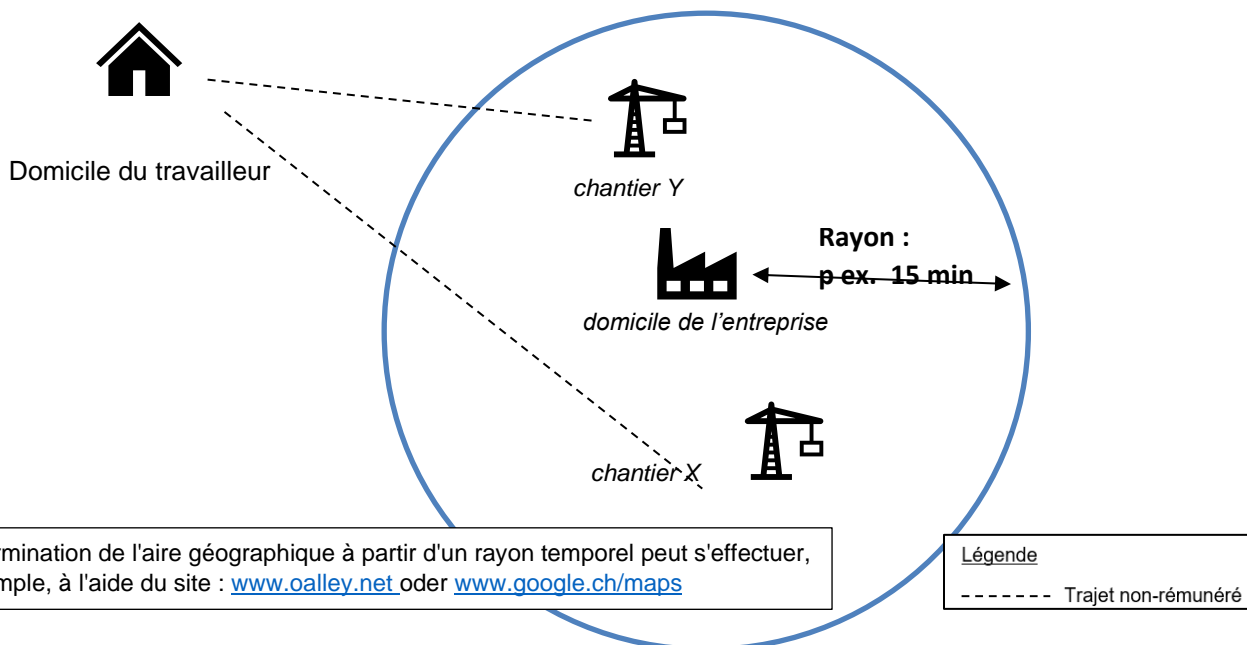 Domicile du travailleur
chantier Y
Rayon :
p ex. 15 min
domicile de l'entreprise
chantier X
rmination de l'aire géographique à partir d'un rayon temporel peut s'effectuer,
mple, à l'aide du site : www.oalley.net oder www.google.ch/maps
Légende
Trajet non-rémunéré